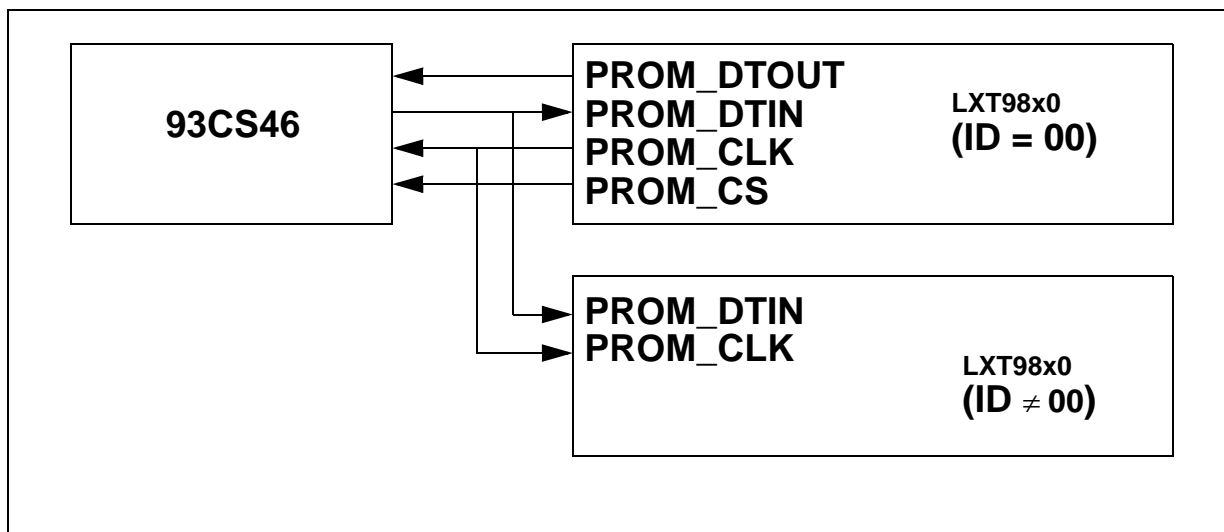 93CS46
PROM_DTOUT
PROM_DTIN
PROM_CLK
PROM_CS
LXT98x0
(ID = 00)
PROM_DTIN
PROM_CLK
LXT98x0
(ID ≠ 00)